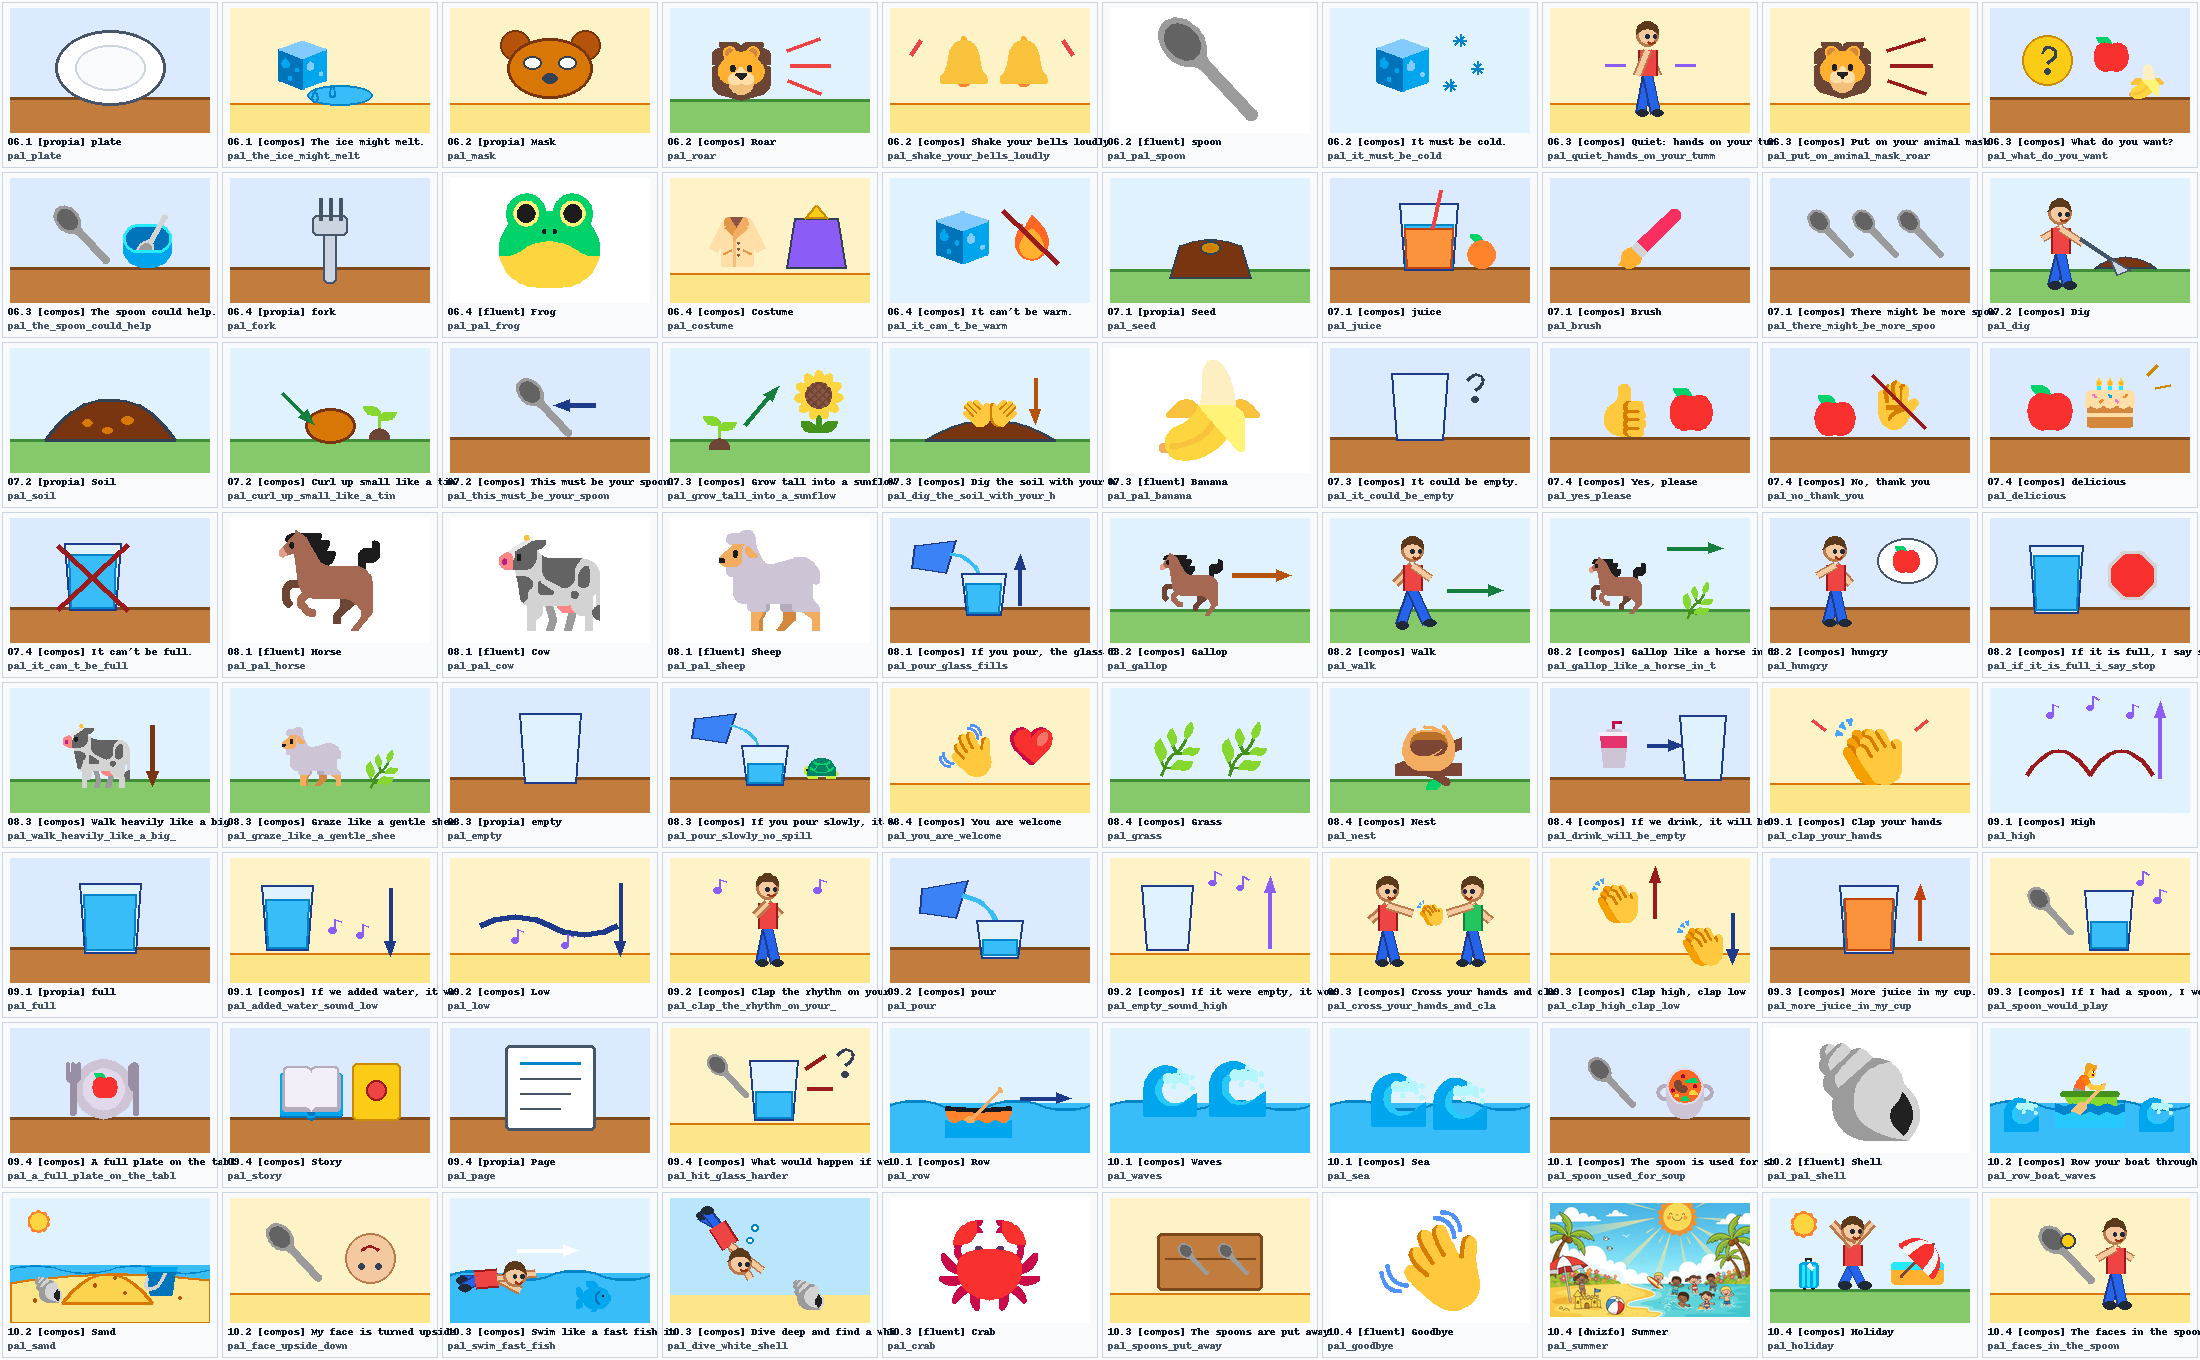 06.1 [propia] plate
pal_plate
06.1 [compos] The ice might melt.
pal_the_ice_might_melt
06.2 [propia] Mask
pal_mask
06.2 [compos] Roar
pal_roar
06.2 [compos] Shake your bells loudly
pal_shake_your_bells_loudly
06.2 [fluent] spoon
pal_pal_spoon
06.2 [compos] It must be cold.
pal_it_must_be_cold
06.3 [compos] Quiet: hands on your
pal_quiet_hands_on_your_tumm
06.3 [compos] Put on your animal mask
pal_put_on_animal_mask_roar
06.3 [compos] What do you want?
pal_what_do_you_want
06.3 [compos] The spoon could help.
pal_the_spoon_could_help
06.4 [propia] fork
pal_fork
06.4 [fluent] Frog
pal_pal_frog
06.4 [compos] Costume
pal_costume
06.4 [compos] It can't be warm.
pal_it_can_t_be_warm
07.1 [propia] Seed
pal_seed
07.1 [compos] juice
pal_juice
07.1 [compos] Brush
pal_brush
07.1 [compos] There might be more
pal_there_might_be_more_spoo
07.2 [compos] Dig
pal_dig
07.2 [propia] Soil
pal_soil
07.2 [compos] Curl up small like a
pal_curl_up_small_like_a_tin
07.2 [compos] This must be your spoon
pal_this_must_be_your_spoon
07.3 [compos] Grow tall into a
pal_grow_tall_into_a_sunflow
07.3 [compos] Dig the soil with your
pal_dig_the_soil_with_your_h
07.3 [fluent] Banana
pal_pal_banana
07.3 [compos] It could be empty.
pal_it_could_be_empty
07.4 [compos] Yes, please
pal_yes_please
07.4 [compos] No, thank you
pal_no_thank_you
07.4 [compos] delicious
pal_delicious
07.4 [compos] It can't be full.
pal_it_can_t_be_full
08.1 [fluent] Horse
pal_pal_horse
08.1 [fluent] Cow
pal_pal_cow
08.1 [fluent] Sheep
pal_pal_sheep
08.1 [compos] If you pour, the glass
pal_pour_glass_fills
08.2 [compos] Gallop
pal_gallop
08.2 [compos] Walk
pal_walk
08.2 [compos] Gallop like a horse in
pal_gallop_like_a_horse_in_t
08.2 [compos] hungry
pal_hungry
08.2 [compos] If it is full, I say
pal_if_it_is_full_i_say_stop
08.3 [compos] Walk heavily like a big
pal_walk_heavily_like_a_big_
08.3 [compos] Graze like a gentle
pal_graze_like_a_gentle_shee
08.3 [propia] empty
pal_empty
08.3 [compos] If you pour slowly, it
pal_pour_slowly_no_spill
08.4 [compos] You are welcome
pal_you_are_welcome
08.4 [compos] Grass
pal_grass
08.4 [compos] Nest
pal_nest
08.4 [compos] If we drink, it will be
pal_drink_will_be_empty
09.1 [compos] Clap your hands
pal_clap_your_hands
09.1 [compos] High
pal_high
09.1 [propia] full
pal_full
09.1 [compos] If we added water, it
pal_added_water_sound_low
09.2 [compos] Low
pal_low
09.2 [compos] Clap the rhythm on your
pal_clap_the_rhythm_on_your_
09.2 [compos] pour
pal_pour
09.2 [compos] If it were empty, it
pal_empty_sound_high
09.3 [compos] Cross your hands and
pal_cross_your_hands_and_cla
09.3 [compos] Clap high, clap low
pal_clap_high_clap_low
09.3 [compos] More juice in my cup.
pal_more_juice_in_my_cup
09.3 [compos] If I had a spoon, I
pal_spoon_would_play
09.4 [compos] A full plate on the
pal_a_full_plate_on_the_tabl
09.4 [compos] Story
pal_story
09.4 [propia] Page
pal_page
09.4 [compos] What would happen if we
pal_hit_glass_harder
10.1 [compos] Row
pal_row
10.1 [compos] Waves
pal_waves
10.1 [compos] Sea
pal_sea
10.1 [compos] The spoon is used for
pal_spoon_used_for_soup
10.2 [fluent] Shell
pal_pal_shell
10.2 [compos] Row your boat through
pal_row_boat_waves
10.2 [compos] Sand
pal_sand
10.2 [compos] My face is turned
pal_face_upside_down
10.3 [compos] Swim like a fast fish
pal_swim_fast_fish
10.3 [compos] Dive deep and find a
pal_dive_white_shell
10.3 [fluent] Crab
pal_crab
10.3 [compos] The spoons are put away
pal_spoons_put_away
10.4 [fluent] Goodbye
pal_goodbye
10.4 [dnizfo] Summer
pal_summer
10.4 [compos] Holiday
pal_holiday
10.4 [compos] The faces in the spoon
pal_faces_in_the_spoon